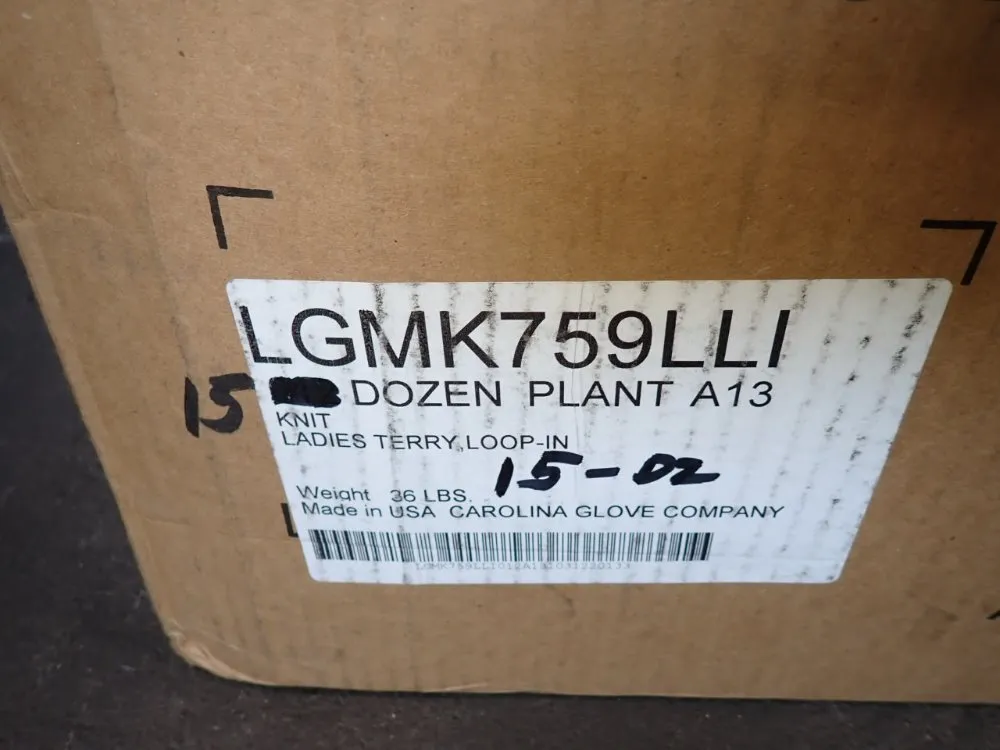 LGMK759LLI
15 DOZEN PLANT A13
KNIT
LADIES TERRY,LOOP-IN
15-DZ
Weight 36 LBS.
Made in USA CAROLINA GLOVE COMPANY